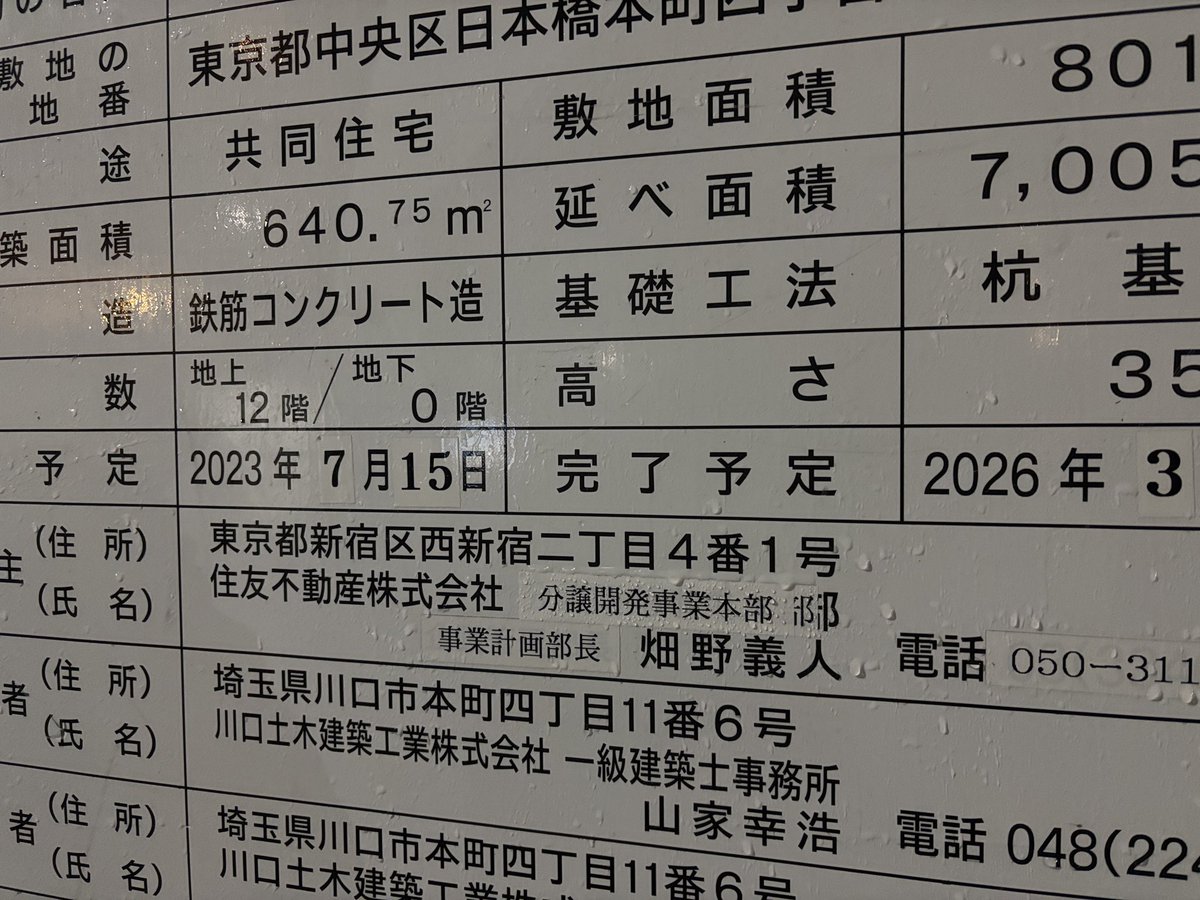 東京都中央区日本橋本町四丁目
敷地の
地番
共同住宅
敷地面積
801
途
640.75㎡
延べ面積
7,005
築面積
造
鉄筋コンクリート造
基礎工法
杭基
数
地上
12階/
地下
0階
高さ
35
予定
2023年7月15日
完了予定
2026年3
主
(住所)
東京都新宿区西新宿二丁目4番1号
(氏名)
住友不動産株式会社 分譲開発事業本部
事業計画部長 畑野義人 電話 050-311
者
(住所)
埼玉県川口市本町四丁目11番6号
(氏名)
川口土木建築工業株式会社 一級建築士事務所
山家幸浩 電話 048(224
者
(住所)
埼玉県川口市本町四丁目11番6号
(氏名)
川口土木建築工業株式